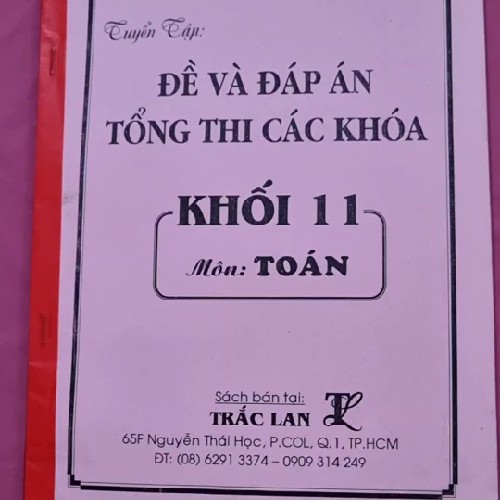 Tuyển Tập:
ĐỀ VÀ ĐÁP ÁN
TỔNG THI CÁC KHÓA
KHỐI 11
Môn: TOÁN
Sách bán tại:
TRẮC LAN TL
65F Nguyễn Thái Học, P.COL, Q.1, TP.HCM
ĐT: (08) 6291 3374 – 0909 314 249